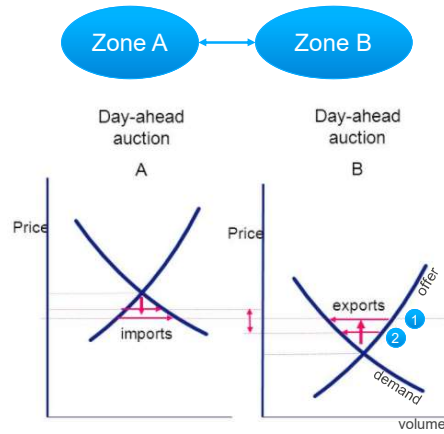 Zone A
Zone B
Day-ahead
auction
A
Day-ahead
auction
B
Price
Price
imports
exports
offer
1
2
demand
volume